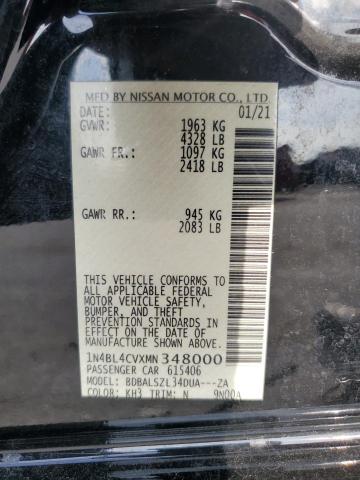 MFD BY NISSAN MOTOR CO., LTD.
DATE: 01/21
GVWR: 1963 KG
4328 LB
GAWR FR.: 1097 KG
2418 LB
GAWR RR.: 945 KG
2083 LB
THIS VEHICLE CONFORMS TO
ALL APPLICABLE FEDERAL
MOTOR VEHICLE SAFETY,
BUMPER, AND THEFT
PREVENTION STANDARDS IN
EFFECT ON THE DATE OF
MANUFACTURE SHOWN ABOVE.
1N4BL4CVXMN348000
PASSENGER CAR 615406
MODEL: BDBALSZL34DUA---ZA
COLOR: KH3 TRIM: N 9N00A